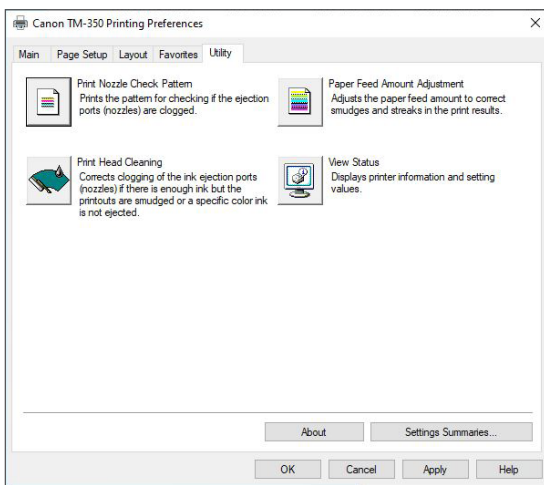 Canon TM-350 Printing Preferences
Main Page Setup Layout Favorites Utility
Print Nozzle Check Pattern
Prints the pattern for checking if the ejection
ports (nozzles) are clogged.
Paper Feed Amount Adjustment
Adjusts the paper feed amount to correct
smudges and streaks in the print results.
Print Head Cleaning
Corrects clogging of the ink ejection ports
(nozzles) if there is enough ink but the
printouts are smudged or a specific color ink
is not ejected.
View Status
Displays printer information and setting
values.
About Settings Summaries...
OK Cancel Apply Help